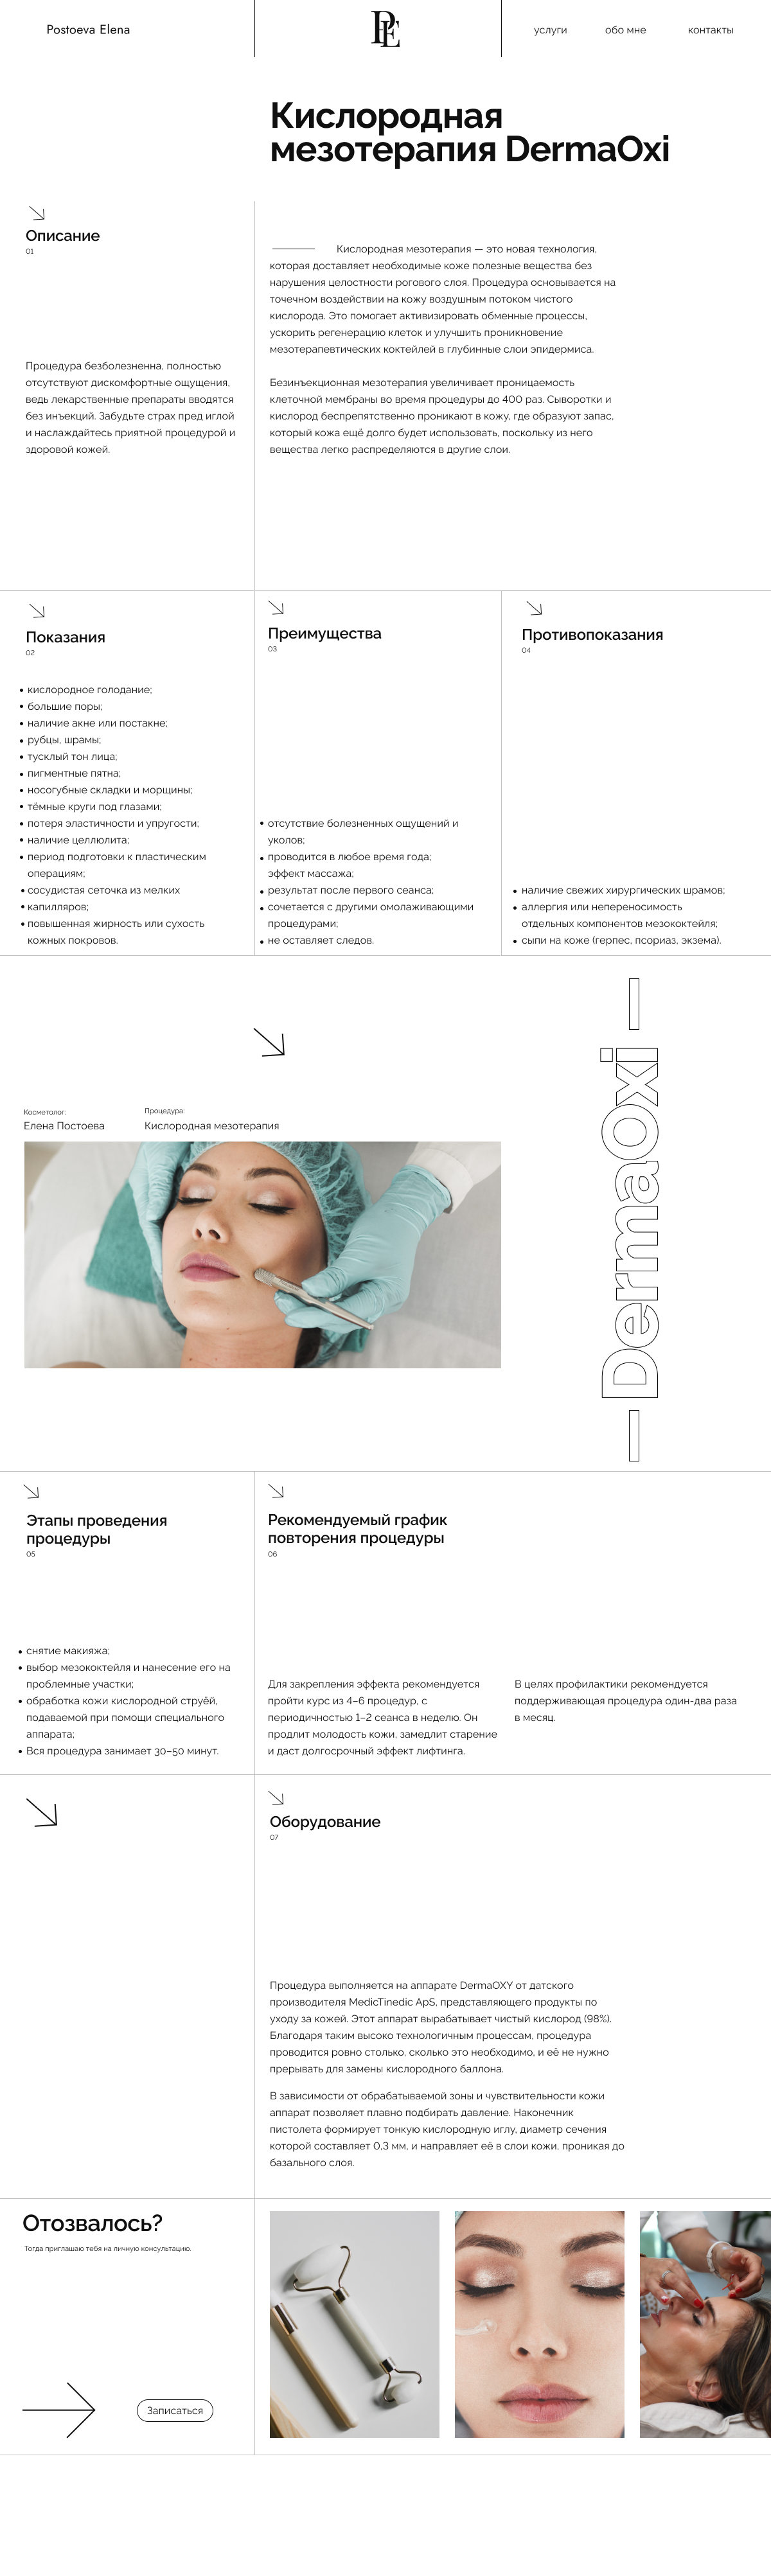 Postoeva Elena
PE
услуги
обо мне
контакты
Кислородная
мезотерапия DermaOxi
Описание
01
Процедура безболезненна, полностью
отсутствуют дискомфортные ощущения,
ведь лекарственные препараты вводятся
без инъекций. Забудьте страх пред иглой
и наслаждайтесь приятной процедурой и
здоровой кожей.
Кислородная мезотерапия — это новая технология,
которая доставляет необходимые коже полезные вещества без
нарушения целостности рогового слоя. Процедура основывается на
точечном воздействии на кожу воздушным потоком чистого
кислорода. Это помогает активизировать обменные процессы,
ускорить регенерацию клеток и улучшить проникновение
мезотерапевтических коктейлей в глубинные слои эпидермиса.
Безинъекционная мезотерапия увеличивает проницаемость
клеточной мембраны во время процедуры до 400 раз. Сыворотки и
кислород беспрепятственно проникают в кожу, где образуют запас,
который кожа ещё долго будет использовать, поскольку из него
вещества легко распределяются в другие слои.
Показания
02
• кислородное голодание;
• большие поры;
• наличие акне или постакне;
• рубцы, шрамы;
• тусклый тон лица;
• пигментные пятна;
• носогубные складки и морщины;
• тёмные круги под глазами;
• потеря эластичности и упругости;
• наличие целлюлита;
• период подготовки к пластическим
операциям;
• сосудистая сеточка из мелких
• капилляров;
• повышенная жирность или сухость
кожных покровов.
Преимущества
03
• отсутствие болезненных ощущений и
уколов;
• проводится в любое время года;
эффект массажа;
• результат после первого сеанса;
• сочетается с другими омолаживающими
процедурами;
• не оставляет следов.
Противопоказания
04
• наличие свежих хирургических шрамов;
• аллергия или непереносимость
отдельных компонентов мезококтейля;
• сыпи на коже (герпес, псориаз, экзема).
Косметолог:
Елена Постоева
Процедура:
Кислородная мезотерапия
— DermaOxi —
Этапы проведения
процедуры
05
• снятие макияжа;
• выбор мезококтейля и нанесение его на
проблемные участки;
• обработка кожи кислородной струёй,
подаваемой при помощи специального
аппарата;
• Вся процедура занимает 30–50 минут.
Рекомендуемый график
повторения процедуры
06
Для закрепления эффекта рекомендуется
пройти курс из 4–6 процедур, с
периодичностью 1–2 сеанса в неделю. Он
продлит молодость кожи, замедлит старение
и даст долгосрочный эффект лифтинга.
В целях профилактики рекомендуется
поддерживающая процедура один-два раза
в месяц.
Оборудование
07
Процедура выполняется на аппарате DermaOXY от датского
производителя MedicTinedic ApS, представляющего продукты по
уходу за кожей. Этот аппарат вырабатывает чистый кислород (98%).
Благодаря таким высоко технологичным процессам, процедура
проводится ровно столько, сколько это необходимо, и её не нужно
прерывать для замены кислородного баллона.
В зависимости от обрабатываемой зоны и чувствительности кожи
аппарат позволяет плавно подбирать давление. Наконечник
пистолета формирует тонкую кислородную иглу, диаметр сечения
которой составляет 0,3 мм, и направляет её в слои кожи, проникая до
базального слоя.
Отозвалось?
Тогда приглашаю тебя на личную консультацию.
Записаться